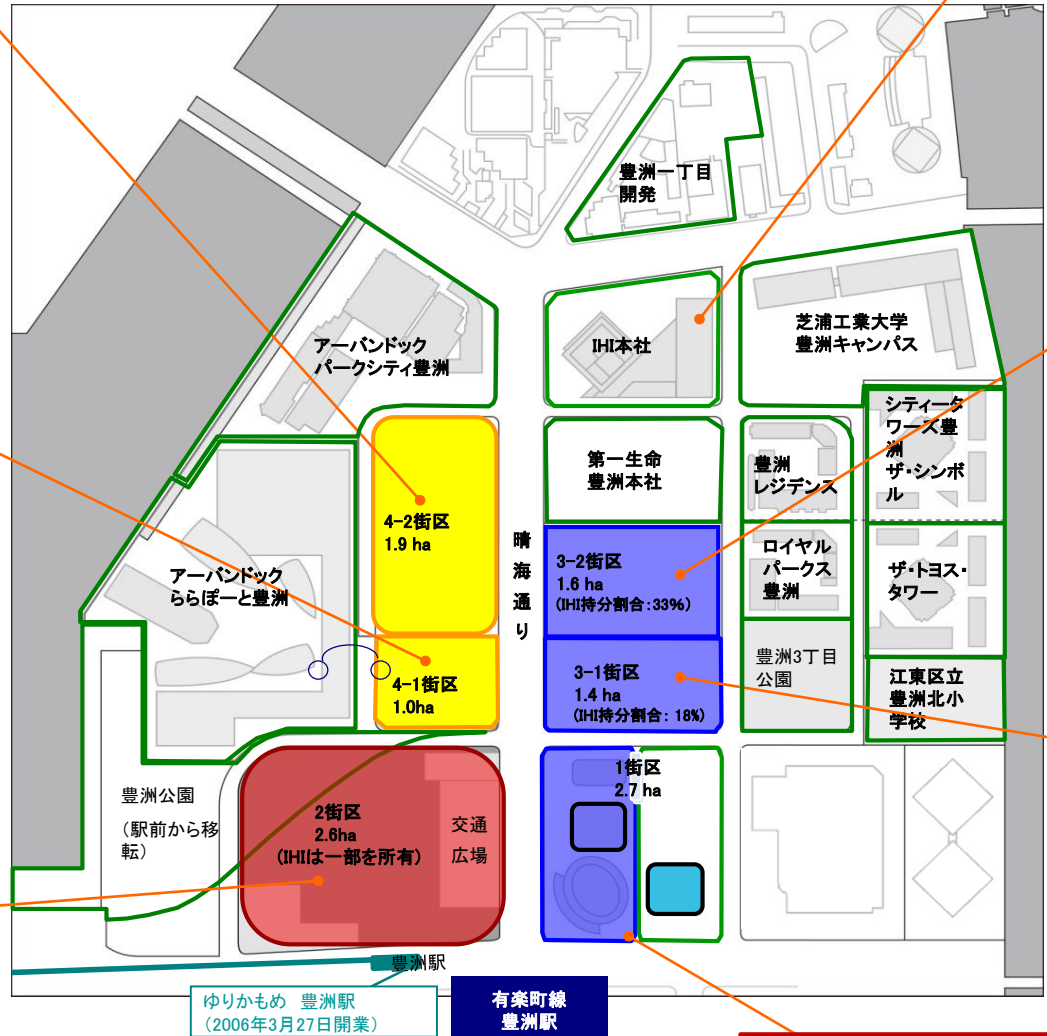 豊洲一丁目
開発
アーバンドック
パークシティ豊洲
IHI本社
芝浦工業大学
豊洲キャンパス
シティータ
ワーズ豊
洲
ザ・シンボ
ル
第一生命
豊洲本社
豊洲
レジデンス
4-2街区
1.9 ha
晴海通り
3-2街区
1.6 ha
(IHI持分割合:33%)
ロイヤル
パークス
豊洲
ザ・トヨス・
タワー
アーバンドック
ららぽーと豊洲
4-1街区
1.0ha
3-1街区
1.4 ha
(IHI持分割合: 18%)
豊洲3丁目
公園
江東区立
豊洲北小
学校
豊洲公園
(駅前から移
転)
2街区
2.6ha
(IHIは一部を所有)
交通
広場
1街区
2.7 ha
豊洲駅
ゆりかもめ 豊洲駅
(2006年3月27日開業)
有楽町線
豊洲駅